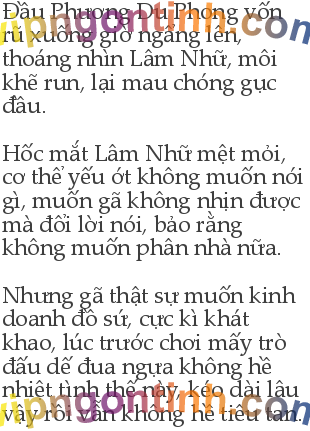 Đầu Phương Du Phong vốn
rũ xuống giờ ngẩng lên,
thoáng nhìn Lâm Nhữ, môi
khẽ run, lại mau chóng gục
đầu.
Hốc mắt Lâm Nhữ mệt mỏi,
cơ thể yếu ớt không muốn nói
gì, muốn gã không nhịn được
mà đổi lời nói, bảo rằng
không muốn phân nhà nữa.
Nhưng gã thật sự muốn kinh
doanh đồ sứ, cực kì khát
khao, lúc trước chơi mấy trò
đấu dế đua ngựa không hề
nhiệt tình thế này, kéo dài lâu
vậy rồi vẫn không hề tiêu tan.
vipngontinh.com
vipngontinh.com